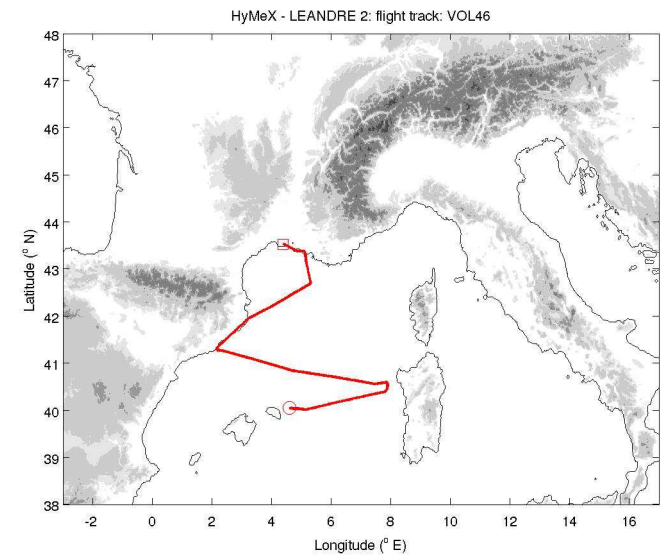 HyMeX - LEANDRE 2: flight track: VOL46
48
47
46
45
44
43
42
41
40
39
38
Latitude (° N)
-2 0 2 4 6 8 10 12 14 16
Longitude (° E)